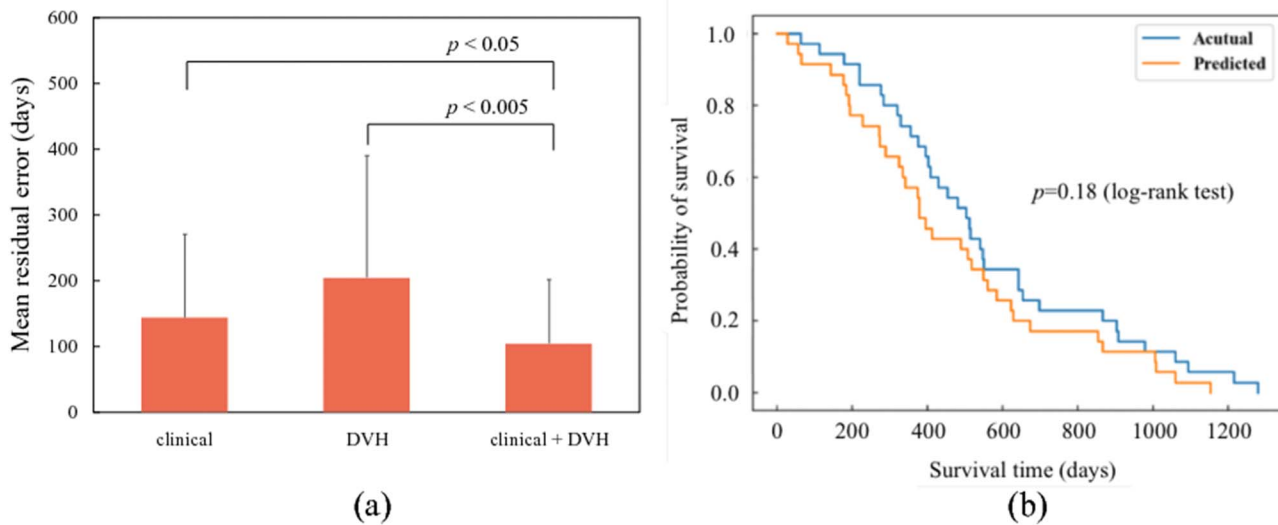 600
500
400
300
200
100
0
Mean residual error (days)
p < 0.05
p < 0.005
clinical
DVH
clinical + DVH
(a)
(b)
1.0
0.8
0.6
0.4
0.2
0.0
Probability of survival
Acutual
Predicted
p=0.18 (log-rank test)
0
200
400
600
800
1000
1200
Survival time (days)